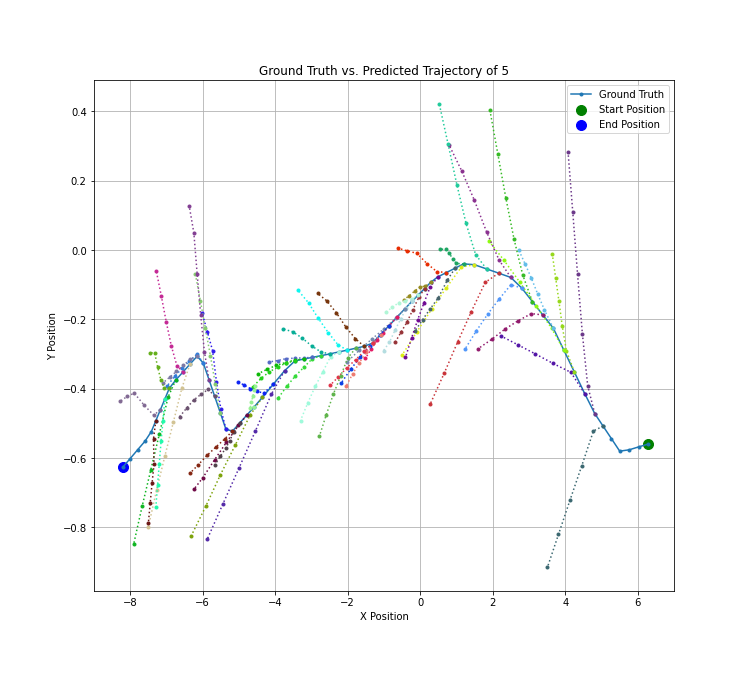 Ground Truth vs. Predicted Trajectory of 5
Ground Truth
Start Position
End Position
0.4
0.2
0.0
−0.2
−0.4
−0.6
−0.8
Y Position
−8 −6 −4 −2 0 2 4 6
X Position